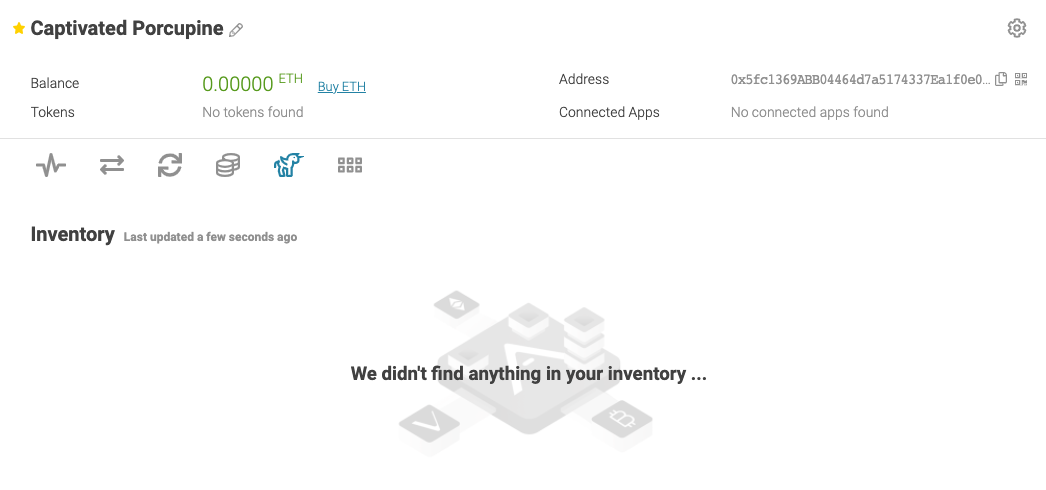 Captivated Porcupine
Balance 0.00000 ETH Buy ETH
Address 0x5fc1369ABB04464d7a5174337Ea1f0e0...
Tokens No tokens found
Connected Apps No connected apps found
Inventory Last updated a few seconds ago
We didn't find anything in your inventory ...